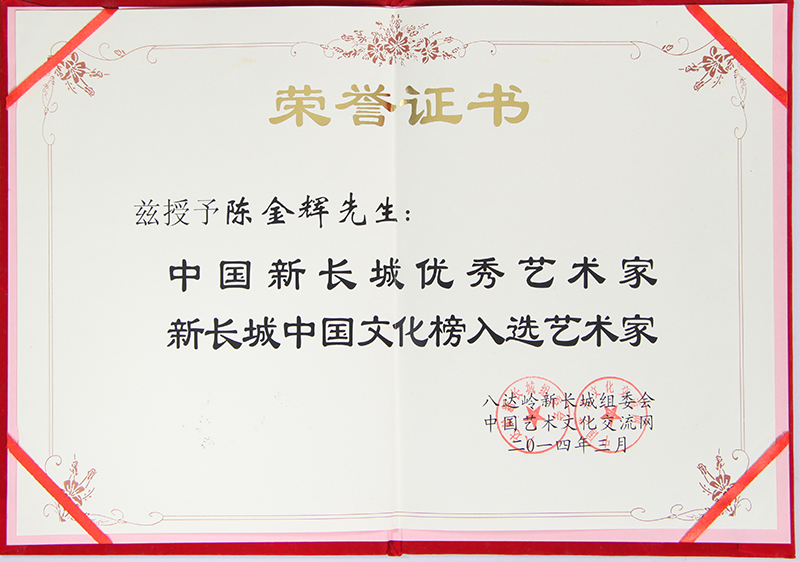 荣誉证书
兹授予陈金辉先生:
中国新长城优秀艺术家
新长城中国文化榜入选艺术家
八达岭新长城组委会
中国艺术文化交流网
二0一四年三月